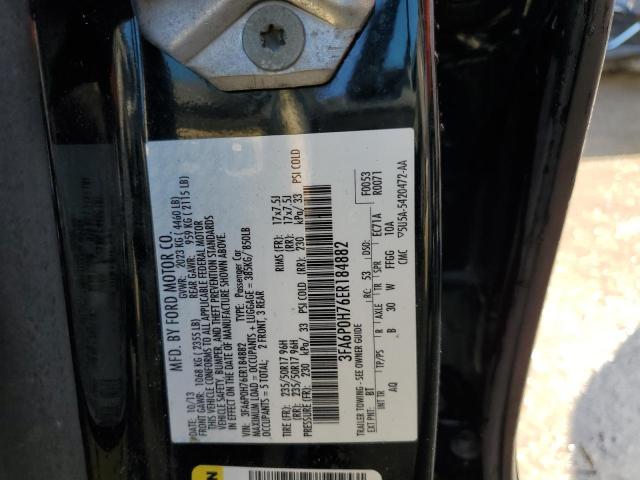 MFD. BY FORD MOTOR CO.
DATE: 10/13 GVWR: 2023 KG ( 4460 LB)
FRONT GAWR: 1068 KG ( 2355 LB) REAR GAWR: 959 KG ( 2115 LB)
THIS VEHICLE CONFORMS TO ALL APPLICABLE FEDERAL MOTOR
VEHICLE SAFETY, BUMPER, AND THEFT PREVENTION STANDARDS
IN EFFECT ON THE DATE OF MANUFACTURE SHOWN ABOVE.
VIN: 3FA6P0H76ER184882 TYPE: Passenger Car
MAXIMUM LOAD = OCCUPANTS + LUGGAGE = 385KG/ 850LB
OCCUPANTS = 5 TOTAL; 2 FRONT, 3 REAR
TIRE (FR): 235/50R17 96H RIMS (FR): 17x7.5J
(RR): 235/50R17 96H (RR): 17x7.5J
PRESSURE (FR): 230 kPa/ 33 PSI COLD (RR) 230 kPa/ 33 PSI COLD
3FA6P0H76ER184882
TRAILER TOWING - SEE OWNER GUIDE F0053
EXT PNT: BT RC: 53 DSO: R0071
INT TR TP/PS R AXLE TR SPR EC71A
AQ B 30 W FFGG 10A
CMC ▽5U5A-5420472-AA